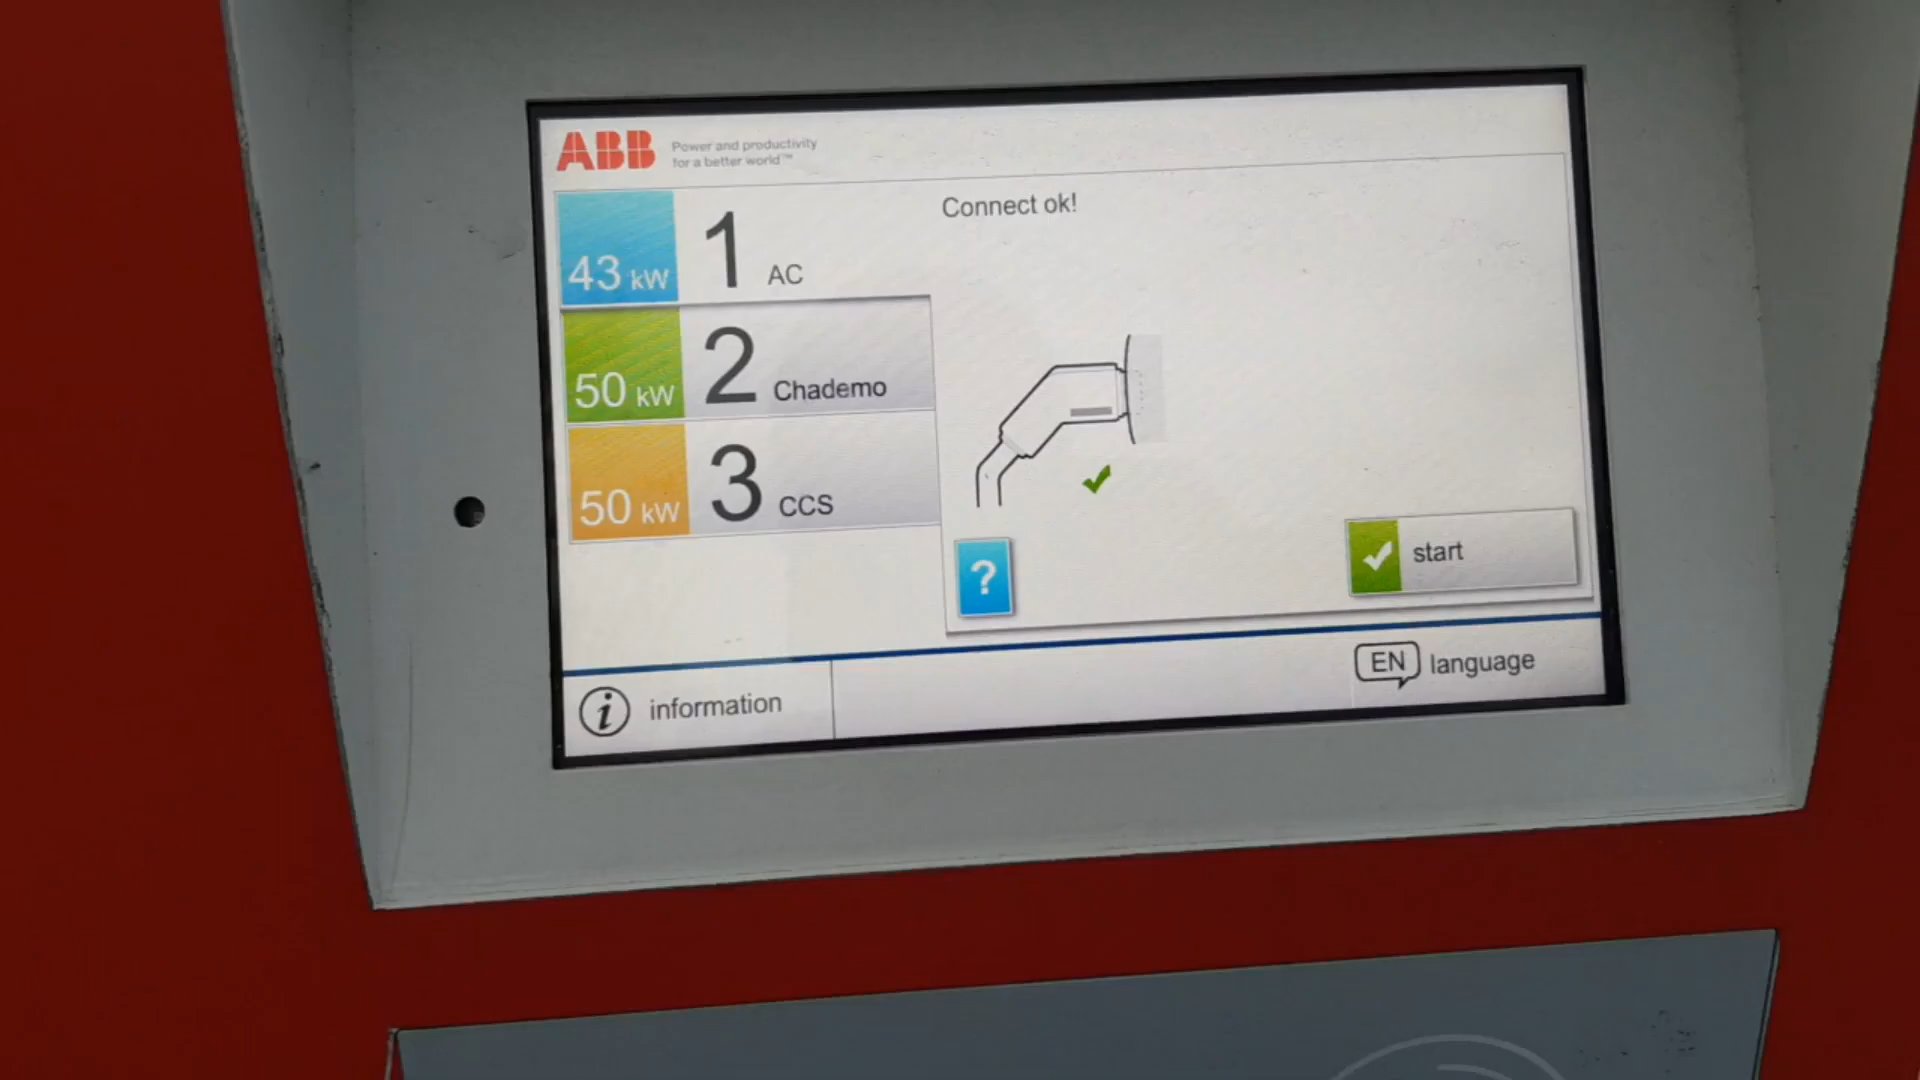 ABB
Power and productivity
for a better world™
Connect ok!
43 kW 1 AC
50 kW 2 Chademo
50 kW 3 CCS
?
start
i information
EN language